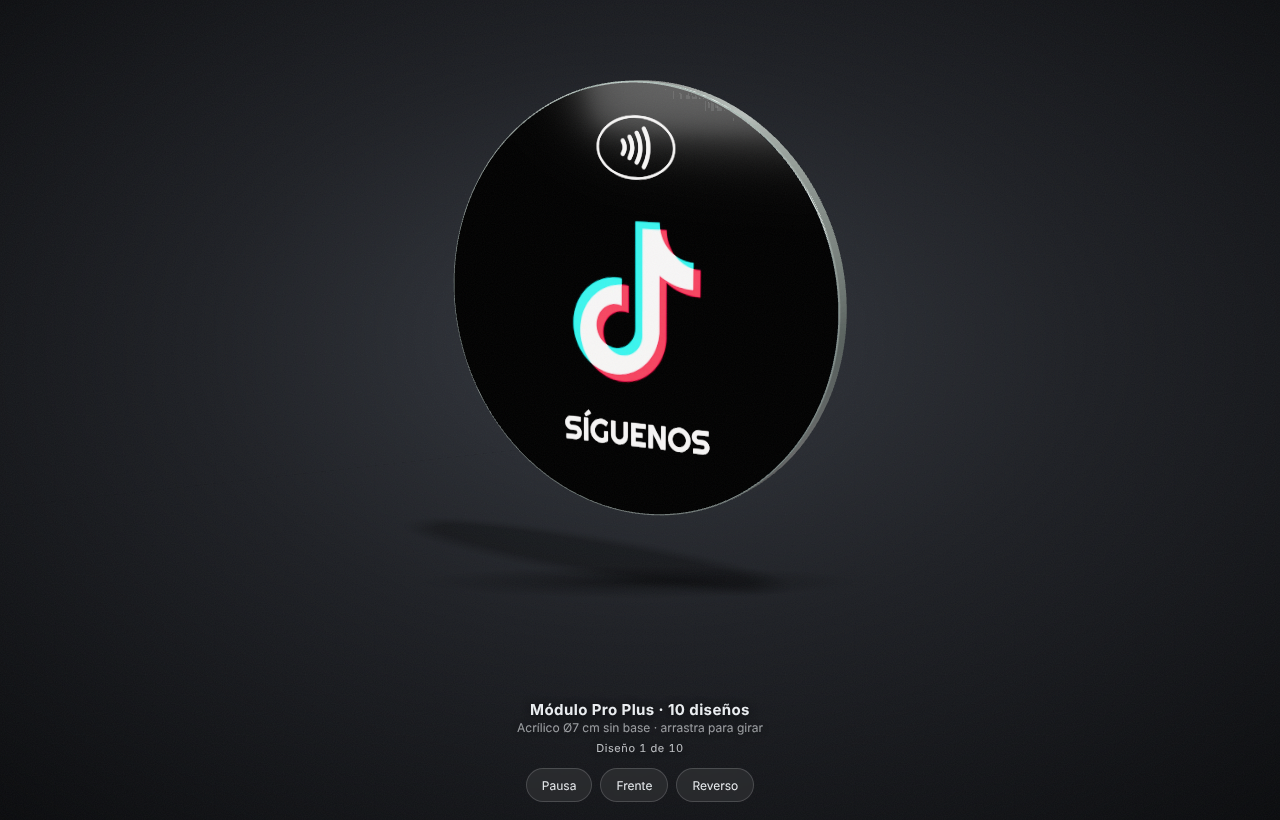 SÍGUENOS
Módulo Pro Plus · 10 diseños
Acrílico Ø7 cm sin base · arrastra para girar
Diseño 1 de 10
Pausa
Frente
Reverso